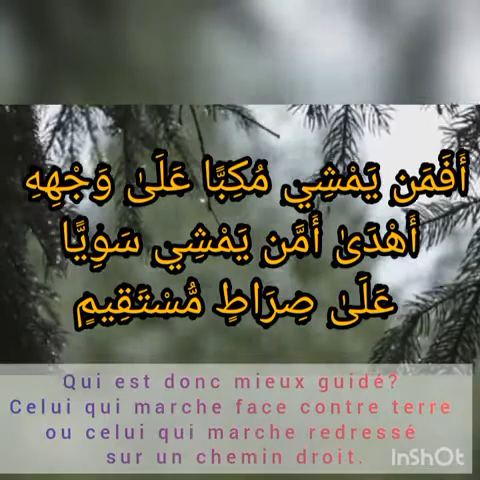 أَفَمَن يَمْشِي مُكِبًّا عَلَىٰ وَجْهِهِ
أَهْدَىٰ أَمَّن يَمْشِي سَوِيًّا
عَلَىٰ صِرَاطٍ مُّسْتَقِيمٍ
Qui est donc mieux guidé?
Celui qui marche face contre terre
ou celui qui marche redressé
sur un chemin droit.
InShOt